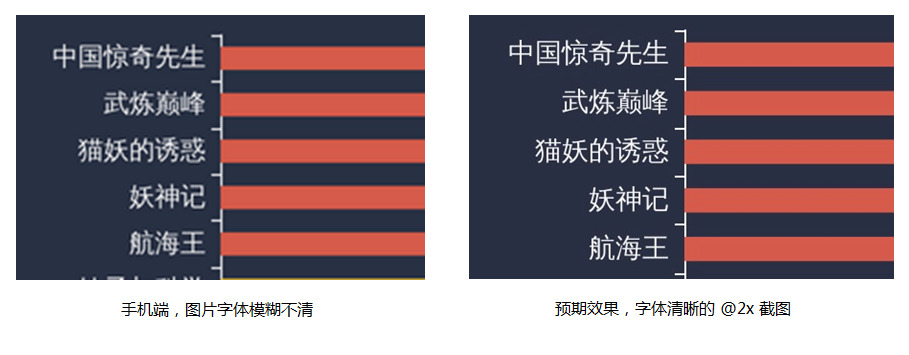 中国惊奇先生
武炼巅峰
猫妖的诱惑
妖神记
航海王
手机端，图片字体模糊不清
中国惊奇先生
武炼巅峰
猫妖的诱惑
妖神记
航海王
预期效果，字体清晰的 @2x 截图